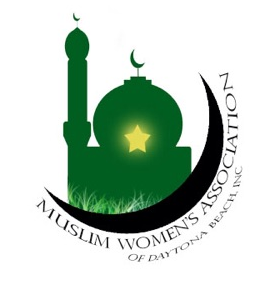 MUSLIM WOMEN'S ASSOCIATION
OF DAYTONA BEACH, INC